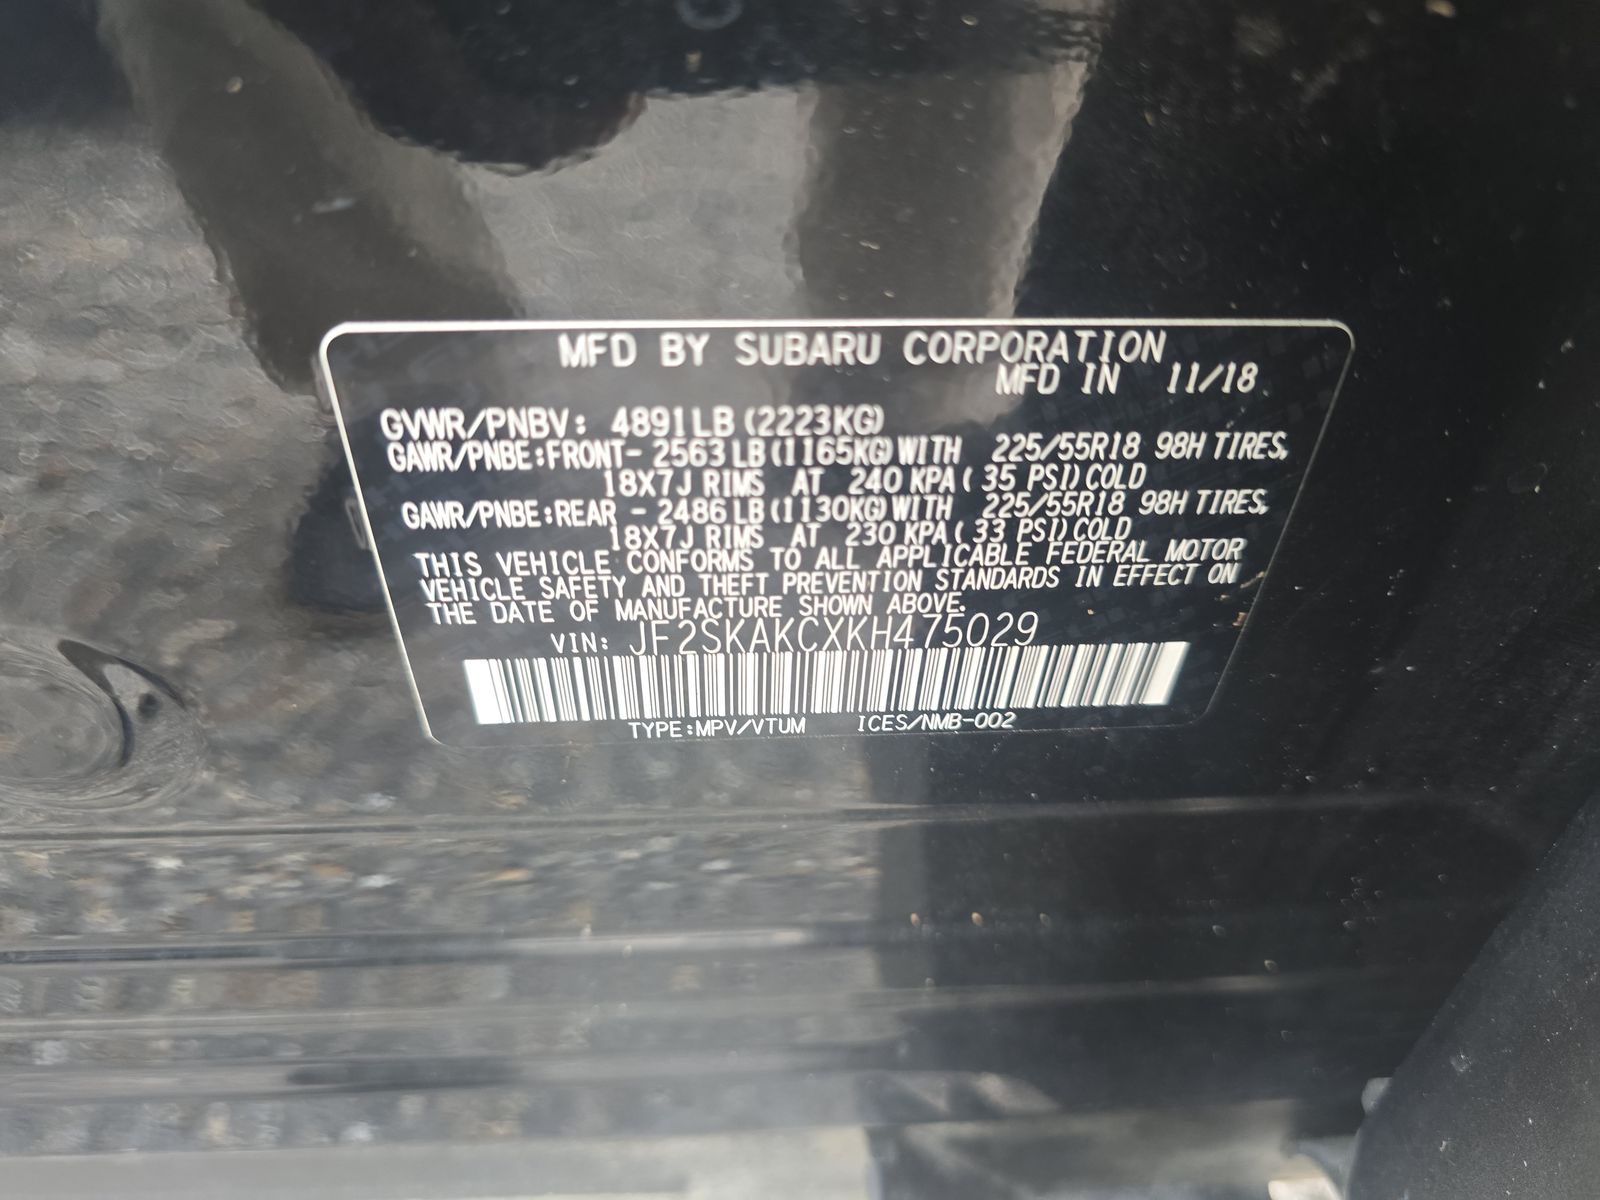 MFD BY SUBARU CORPORATION
MFD IN 11/18
GVWR/PNBV: 4891LB (2223KG)
GAWR/PNBE:FRONT- 2563LB(1165KG)WITH 225/55R18 98H TIRES,
18X7J RIMS AT 240 KPA( 35 PSI)COLD
GAWR/PNBE:REAR - 2486LB(1130KG)WITH 225/55R18 98H TIRES,
18X7J RIMS AT 230 KPA( 33 PSI)COLD
THIS VEHICLE CONFORMS TO ALL APPLICABLE FEDERAL MOTOR
VEHICLE SAFETY AND THEFT PREVENTION STANDARDS IN EFFECT ON
THE DATE OF MANUFACTURE SHOWN ABOVE.
VIN: JF2SKAKCXKH475029
TYPE:MPV/VTUM ICES/NMB-002